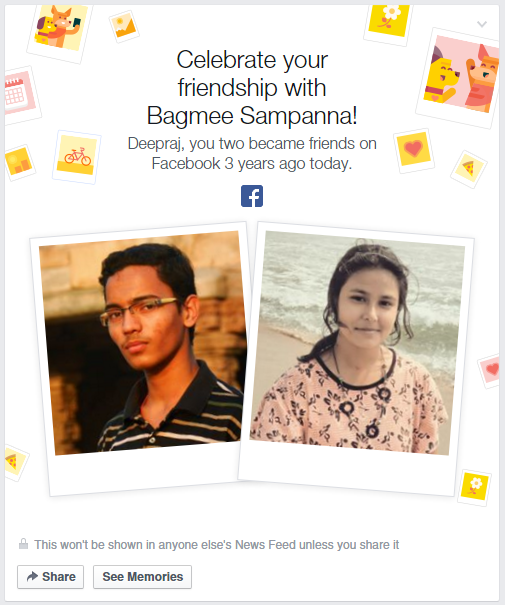 Celebrate your
friendship with
Bagmee Sampanna!
Deepraj, you two became friends on
Facebook 3 years ago today.
f
This won't be shown in anyone else's News Feed unless you share it
Share
See Memories